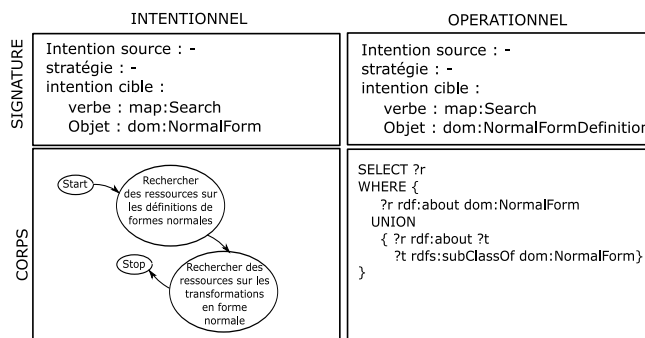 INTENTIONNEL
OPERATIONNEL
SIGNATURE
Intention source : -
stratégie : -
intention cible :
verbe : map:Search
Objet : dom:NormalForm
Intention source : -
stratégie : -
intention cible :
verbe : map:Search
Objet : dom:NormalFormDefinition
CORPS
Start
Rechercher
des ressources sur
les définitions de
formes normales
Stop
Rechercher des
ressources sur les
transformations en
forme
normale
SELECT ?r
WHERE {
?r rdf:about dom:NormalForm
UNION
{ ?r rdf:about ?t
?t rdfs:subClassOf dom:NormalForm}
}